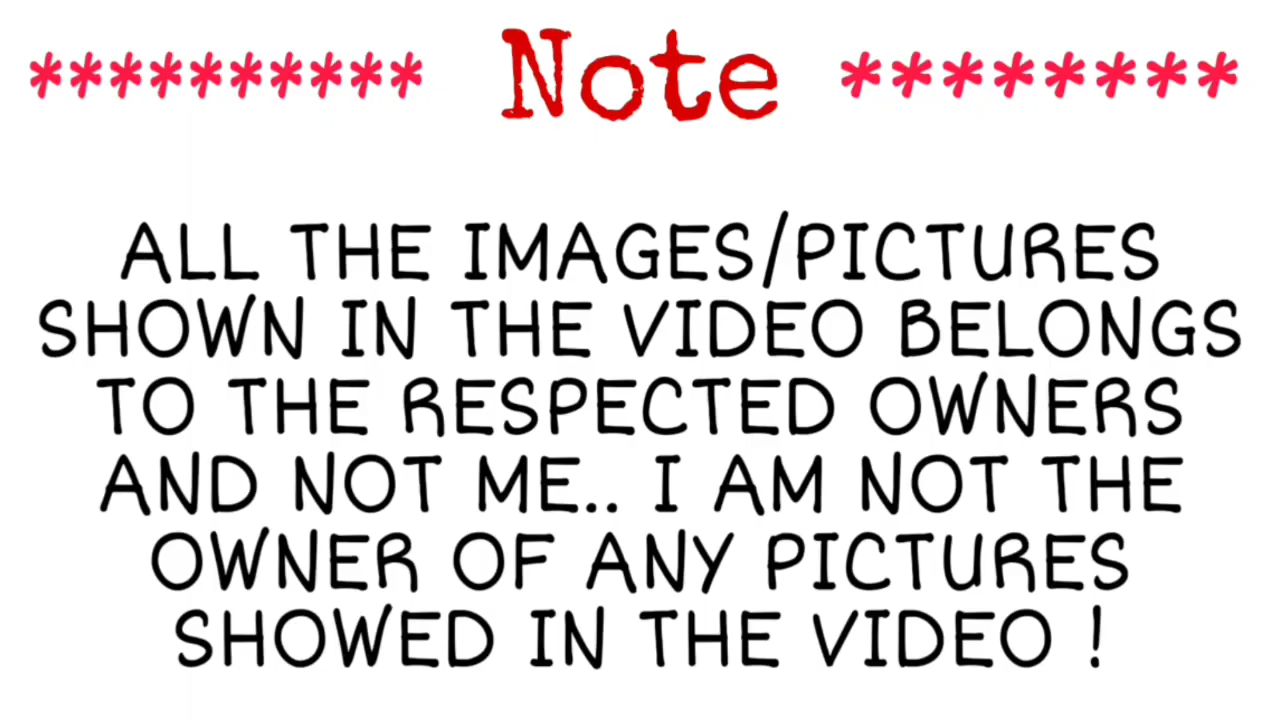 ********** Note ********
ALL THE IMAGES/PICTURES
SHOWN IN THE VIDEO BELONGS
TO THE RESPECTED OWNERS
AND NOT ME.. I AM NOT THE
OWNER OF ANY PICTURES
SHOWED IN THE VIDEO !